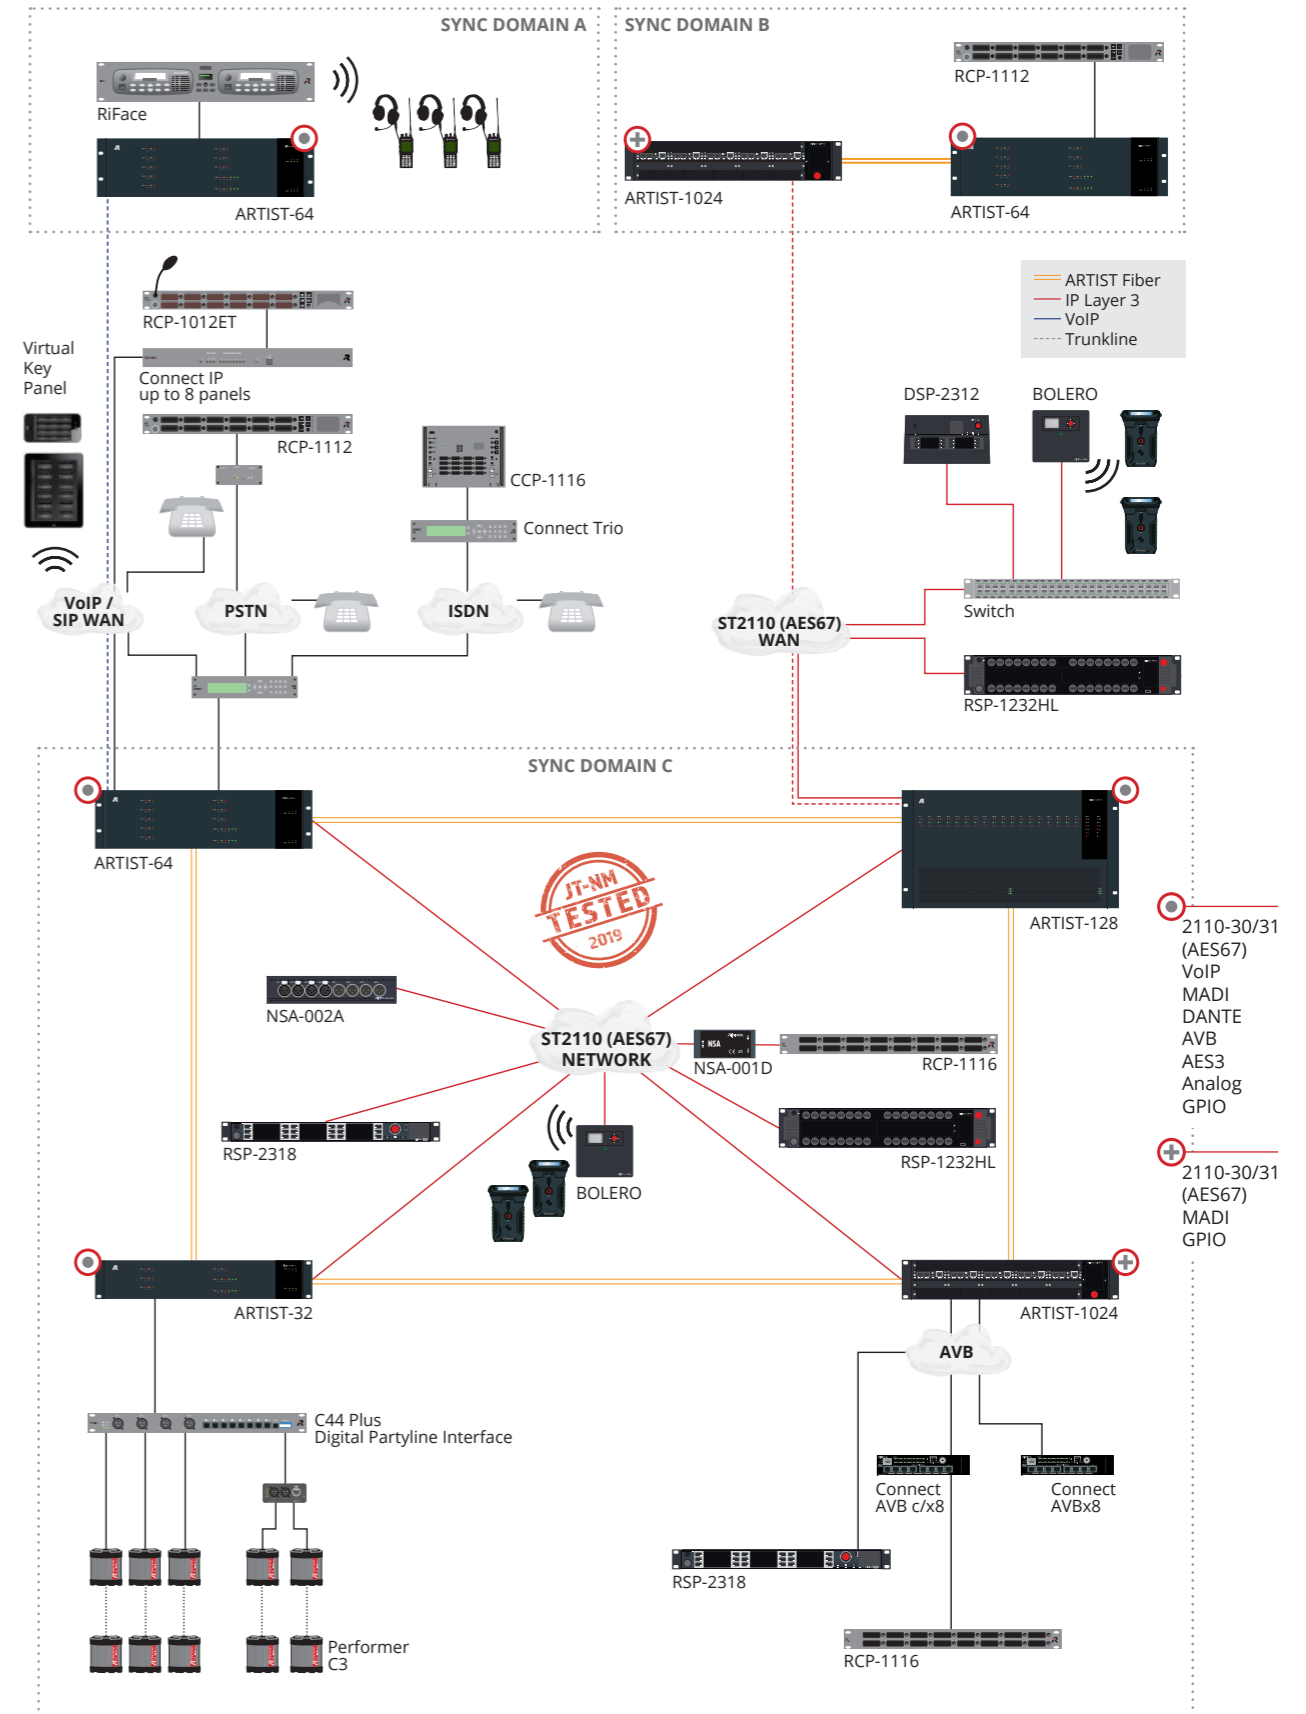 SYNC DOMAIN A
SYNC DOMAIN B
RiFace
RCP-1112
ARTIST-64
ARTIST-1024
ARTIST-64
ARTIST Fiber
IP Layer 3
VoIP
Trunkline
RCP-1012ET
Virtual
Key
Panel
Connect IP
up to 8 panels
RCP-1112
CCP-1116
Connect Trio
DSP-2312
BOLERO
VoIP /
SIP WAN
PSTN
ISDN
ST2110 (AES67)
WAN
Switch
RSP-1232HL
SYNC DOMAIN C
ARTIST-64
ARTIST-128
JT-NM
TESTED
2019
2110-30/31
(AES67)
VoIP
MADI
DANTE
AVB
AES3
Analog
GPIO
NSA-002A
ST2110 (AES67)
NETWORK
NSA
NSA-001D
RCP-1116
RSP-2318
BOLERO
RSP-1232HL
2110-30/31
(AES67)
MADI
GPIO
ARTIST-32
ARTIST-1024
AVB
C44 Plus
Digital Partyline Interface
Connect
AVB c/x8
Connect
AVBx8
RSP-2318
Performer
C3
RCP-1116